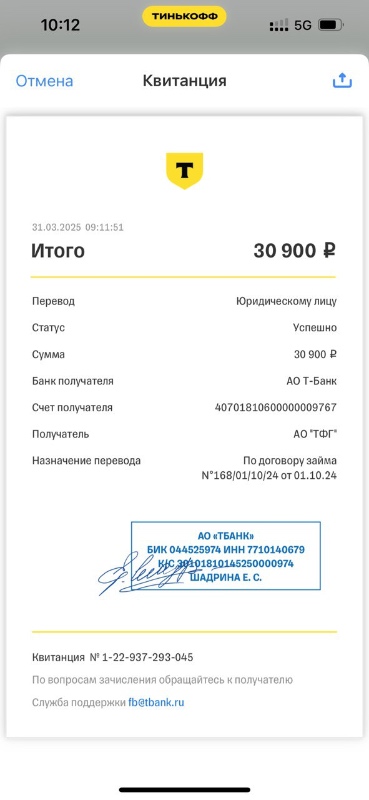 10:12
ТИНЬКОФФ
5G
Отмена
Квитанция
Т
31.03.2025 09:11:51
Итого 30 900 ₽
Перевод Юридическому лицу
Статус Успешно
Сумма 30 900 ₽
Банк получателя АО Т-Банк
Счет получателя 40701810600000009767
Получатель АО "ТФГ"
Назначение перевода По договору займа
N°168/01/10/24 от 01.10.24
АО «ТБАНК»
БИК 044525974 ИНН 7710140679
К/С 30101810145250000974
ШАДРИНА Е. С.
Квитанция № 1-22-937-293-045
По вопросам зачисления обращайтесь к получателю
Служба поддержки fb@tbank.ru